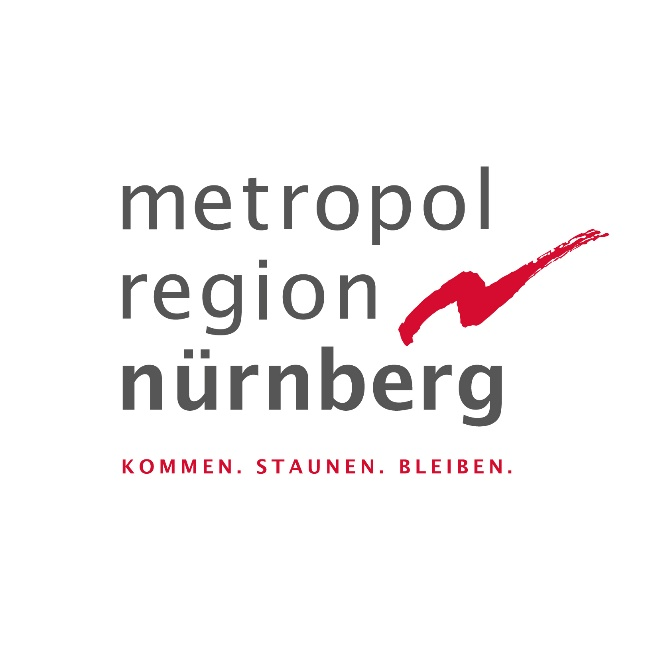 metropol
region
nürnberg
KOMMEN. STAUNEN. BLEIBEN.